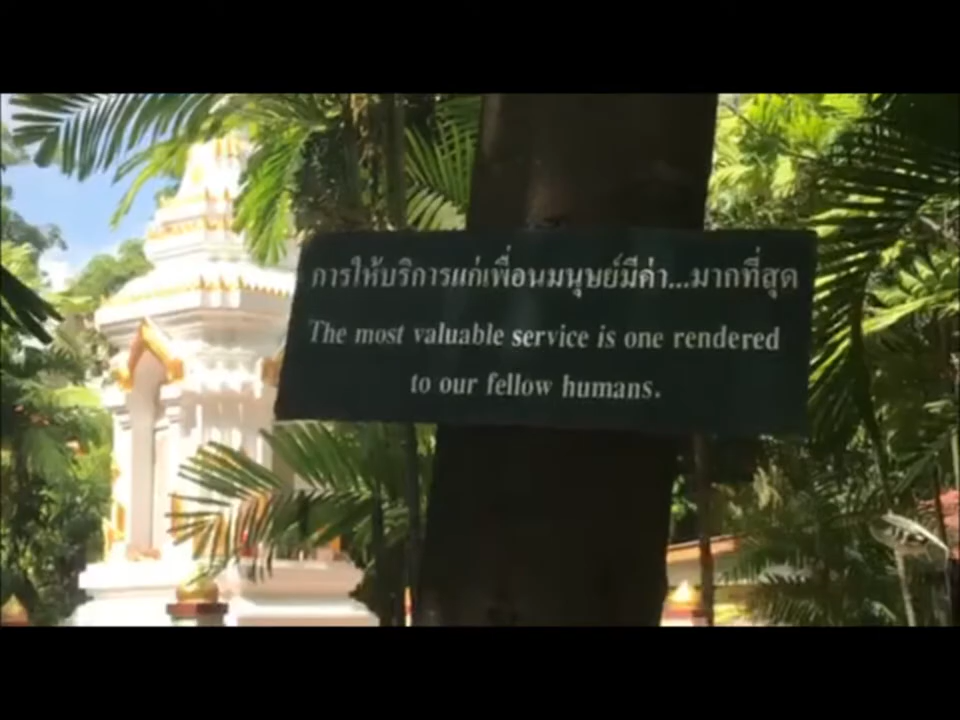 การให้บริการแก่เพื่อนมนุษย์มีค่า...มากที่สุด
The most valuable service is one rendered
to our fellow humans.